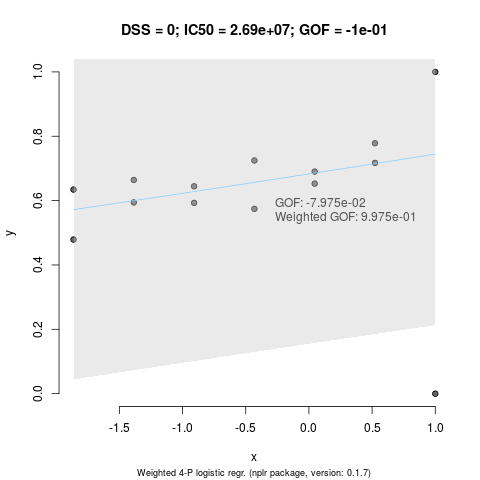 DSS = 0; IC50 = 2.69e+07; GOF = -1e-01
1.0
0.8
0.6
0.4
0.2
0.0
y
GOF: -7.975e-02
Weighted GOF: 9.975e-01
-1.5 -1.0 -0.5 0.0 0.5 1.0
x
Weighted 4-P logistic regr. (nplr package, version: 0.1.7)